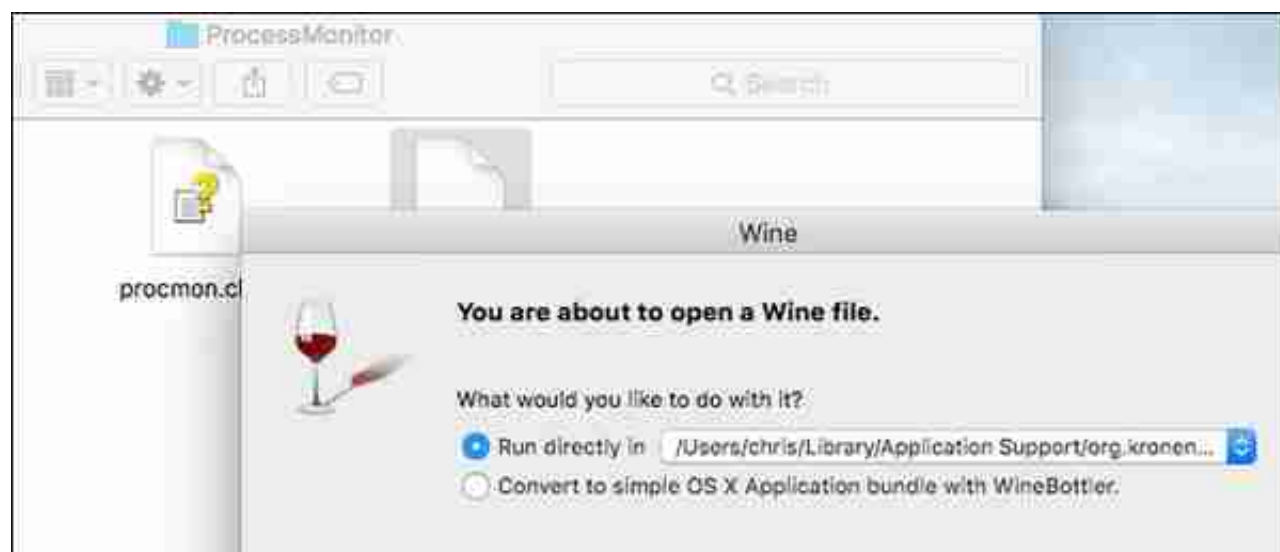 ProcessMonitor
Search
procmon.c
Wine
You are about to open a Wine file.
What would you like to do with it?
Run directly in /Users/chris/Library/Application Support/org.kronen...
Convert to simple OS X Application bundle with WineBottler.